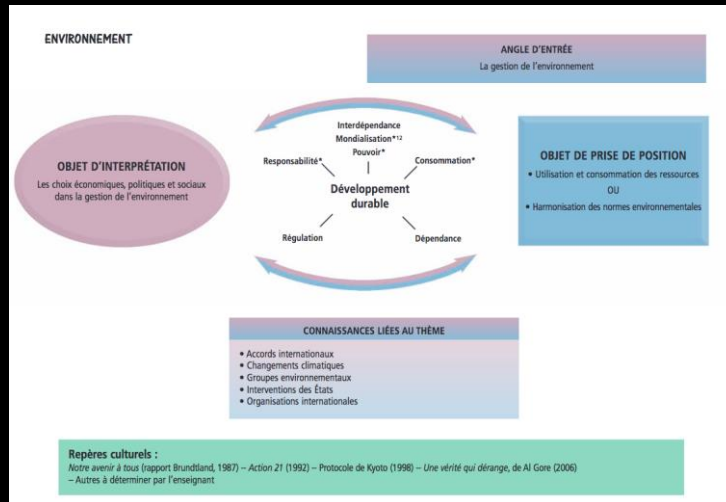 ENVIRONNEMENT
ANGLE D'ENTRÉE
La gestion de l'environnement
OBJET D'INTERPRÉTATION
Les choix économiques, politiques et sociaux
dans la gestion de l'environnement
Interdépendance
Mondialisation*12
Pouvoir*
Responsabilité*
Consommation*
Développement
durable
Régulation
Dépendance
OBJET DE PRISE DE POSITION
• Utilisation et consommation des ressources
OU
• Harmonisation des normes environnementales
CONNAISSANCES LIÉES AU THÈME
• Accords internationaux
• Changements climatiques
• Groupes environnementaux
• Interventions des États
• Organisations internationales
Repères culturels :
Notre avenir à tous (rapport Brundtland, 1987) – Action 21 (1992) – Protocole de Kyoto (1998) – Une vérité qui dérange, de Al Gore (2006)
– Autres à déterminer par l'enseignant